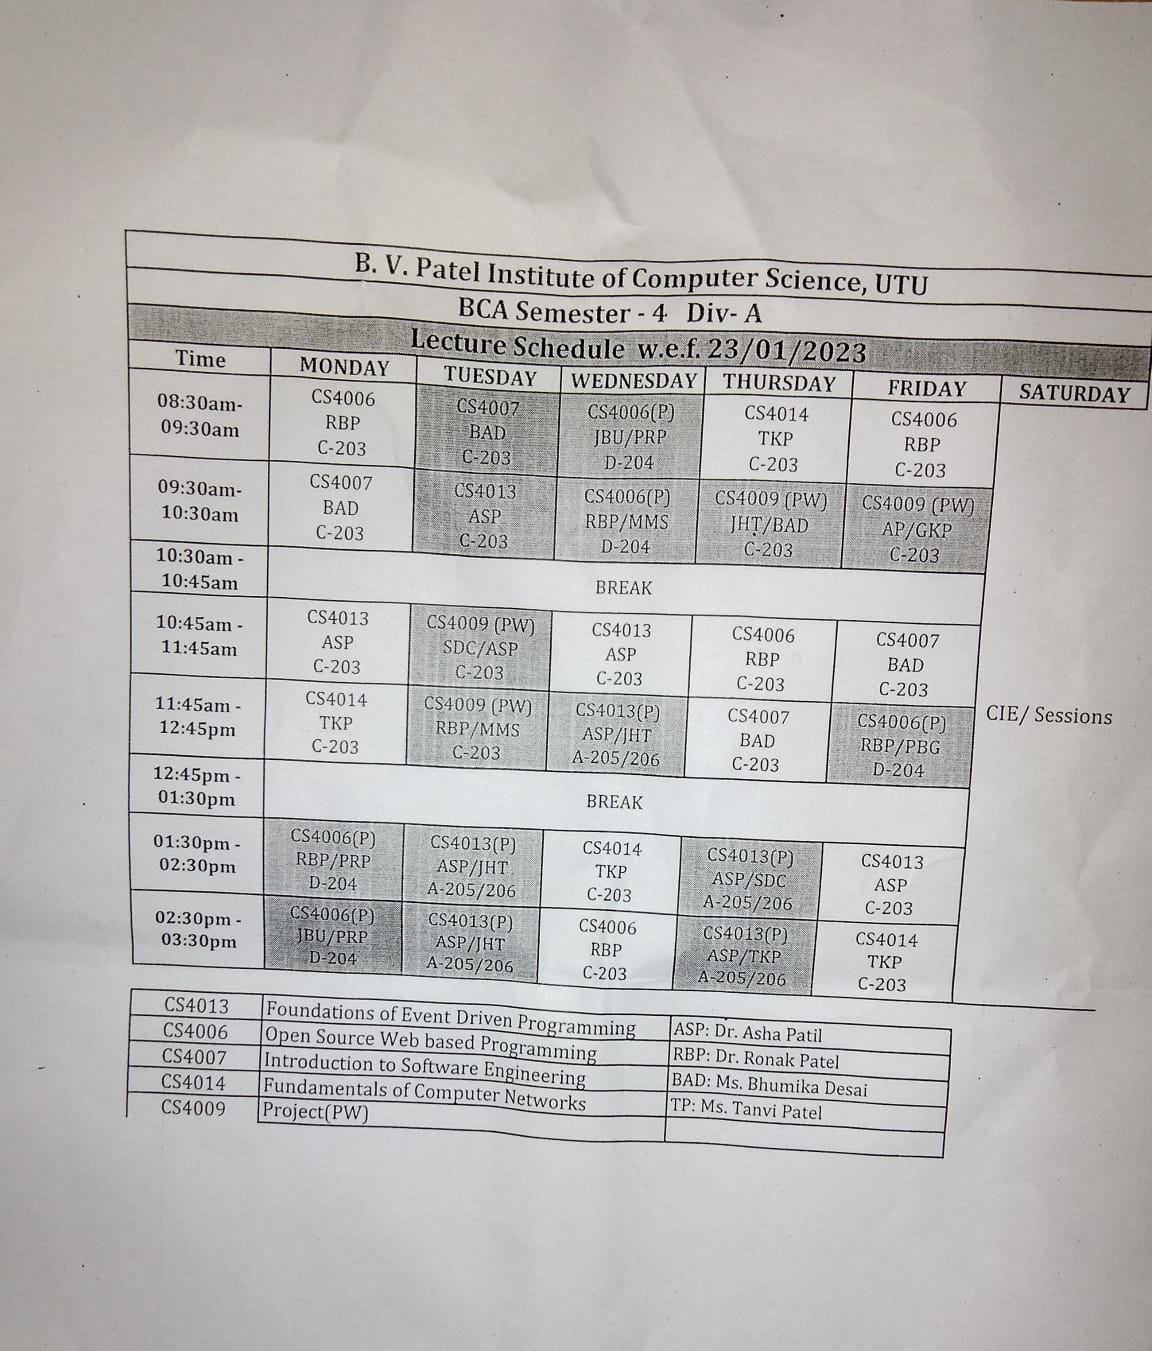 B. V. Patel Institute of Computer Science, UTU
BCA Semester - 4 Div- A
Lecture Schedule w.e.f. 23/01/2023
Time MONDAY TUESDAY WEDNESDAY THURSDAY FRIDAY SATURDAY
08:30am- CS4006 CS4007 CS4006(P) CS4014 CS4006
09:30am RBP BAD JBU/PRP TKP RBP
C-203 C-203 D-204 C-203 C-203
09:30am- CS4007 CS4013 CS4006(P) CS4009 (PW) CS4009 (PW)
10:30am BAD ASP RBP/MMS JHT/BAD AP/GKP
C-203 C-203 D-204 C-203 C-203
10:30am -
10:45am BREAK
10:45am - CS4013 CS4009 (PW) CS4013 CS4006 CS4007
11:45am ASP SDC/ASP ASP RBP BAD
C-203 C-203 C-203 C-203 C-203
11:45am - CS4014 CS4009 (PW) CS4013(P) CS4007 CS4006(P) CIE/ Sessions
12:45pm TKP RBP/MMS ASP/JHT BAD RBP/PBG
C-203 C-203 A-205/206 C-203 D-204
12:45pm -
01:30pm BREAK
01:30pm - CS4006(P) CS4013(P) CS4014 CS4013(P) CS4013
02:30pm RBP/PRP ASP/JHT TKP ASP/SDC ASP
D-204 A-205/206 C-203 A-205/206 C-203
02:30pm - CS4006(P) CS4013(P) CS4006 CS4013(P) CS4014
03:30pm JBU/PRP ASP/JHT RBP ASP/TKP TKP
D-204 A-205/206 C-203 A-205/206 C-203
CS4013 Foundations of Event Driven Programming ASP: Dr. Asha Patil
CS4006 Open Source Web based Programming RBP: Dr. Ronak Patel
CS4007 Introduction to Software Engineering BAD: Ms. Bhumika Desai
CS4014 Fundamentals of Computer Networks TP: Ms. Tanvi Patel
CS4009 Project(PW)